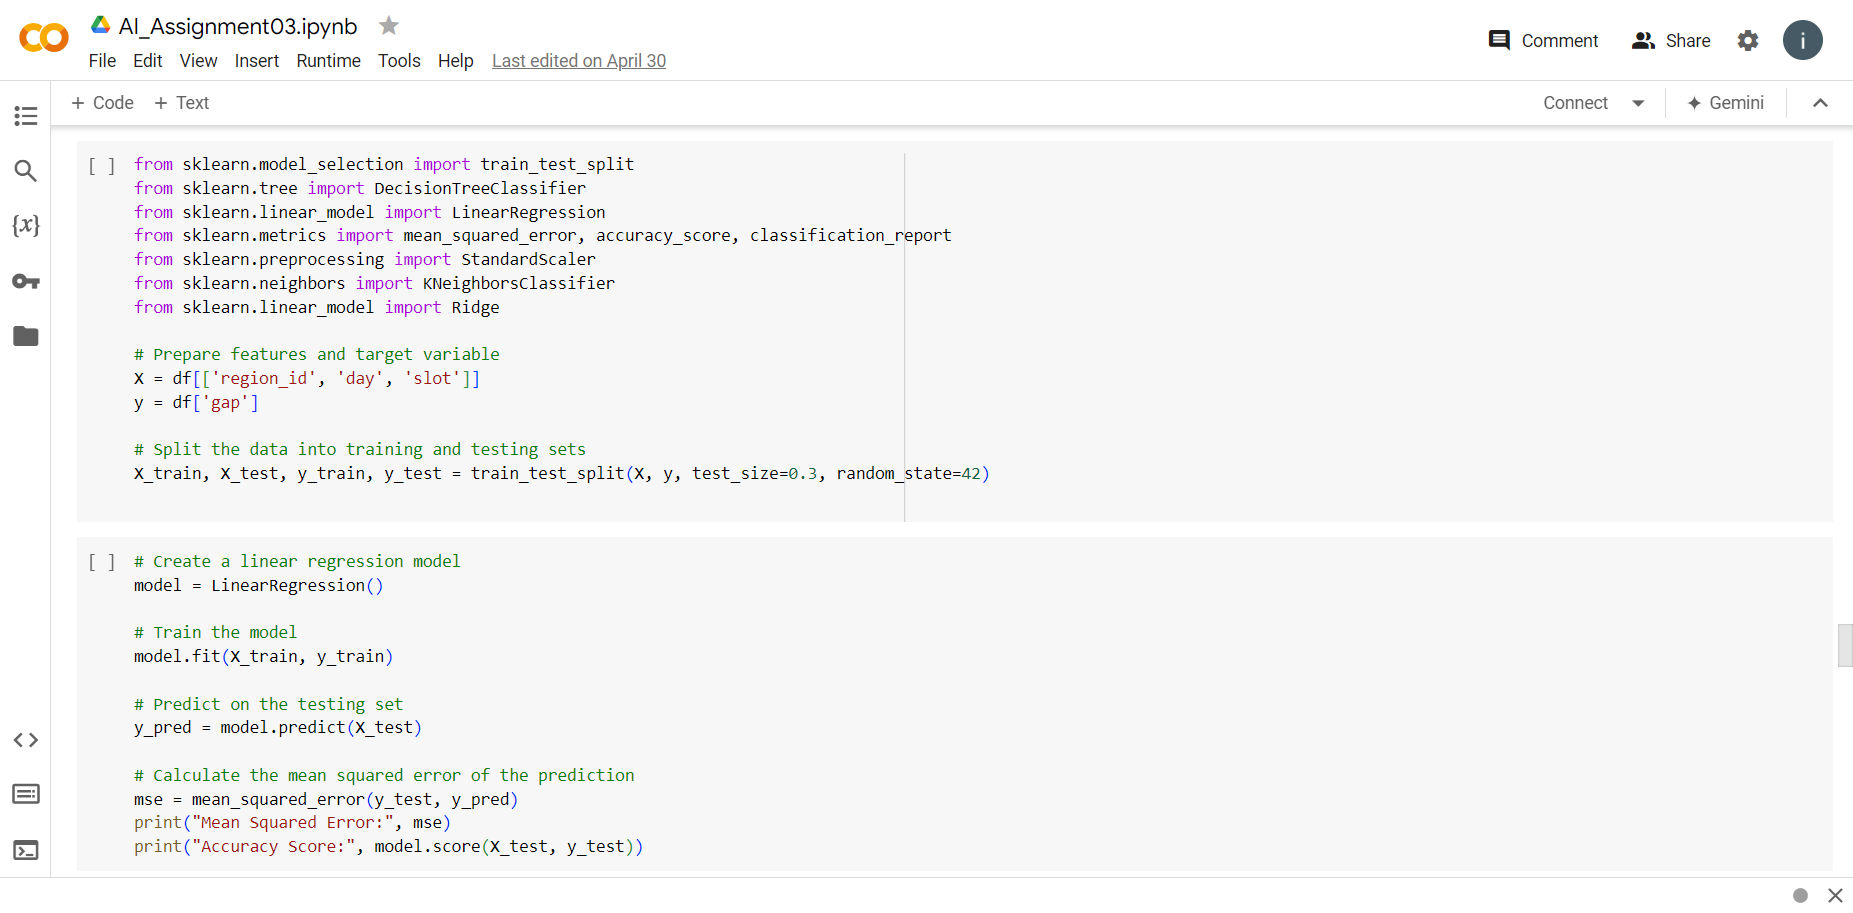 AI_Assignment03.ipynb
File Edit View Insert Runtime Tools Help Last edited on April 30
Comment Share i
+ Code + Text
Connect Gemini
[ ] from sklearn.model_selection import train_test_split
from sklearn.tree import DecisionTreeClassifier
from sklearn.linear_model import LinearRegression
from sklearn.metrics import mean_squared_error, accuracy_score, classification_report
from sklearn.preprocessing import StandardScaler
from sklearn.neighbors import KNeighborsClassifier
from sklearn.linear_model import Ridge
# Prepare features and target variable
X = df[['region_id', 'day', 'slot']]
y = df['gap']
# Split the data into training and testing sets
X_train, X_test, y_train, y_test = train_test_split(X, y, test_size=0.3, random_state=42)
[ ] # Create a linear regression model
model = LinearRegression()
# Train the model
model.fit(X_train, y_train)
# Predict on the testing set
y_pred = model.predict(X_test)
# Calculate the mean squared error of the prediction
mse = mean_squared_error(y_test, y_pred)
print("Mean Squared Error:", mse)
print("Accuracy Score:", model.score(X_test, y_test))